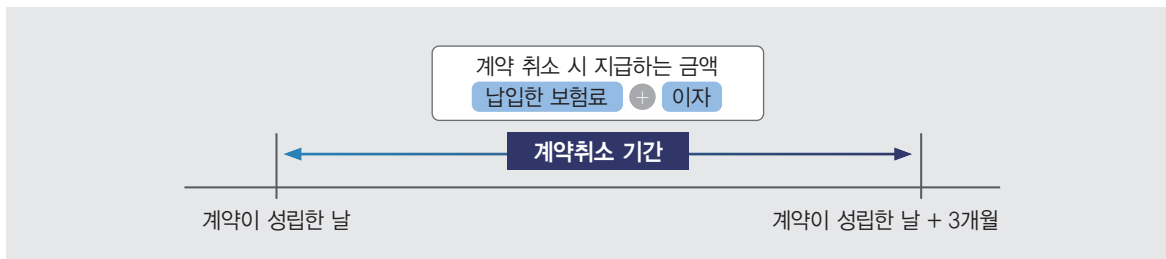 계약 취소 시 지급하는 금액
납입한 보험료 + 이자
계약취소 기간
계약이 성립한 날
계약이 성립한 날 + 3개월